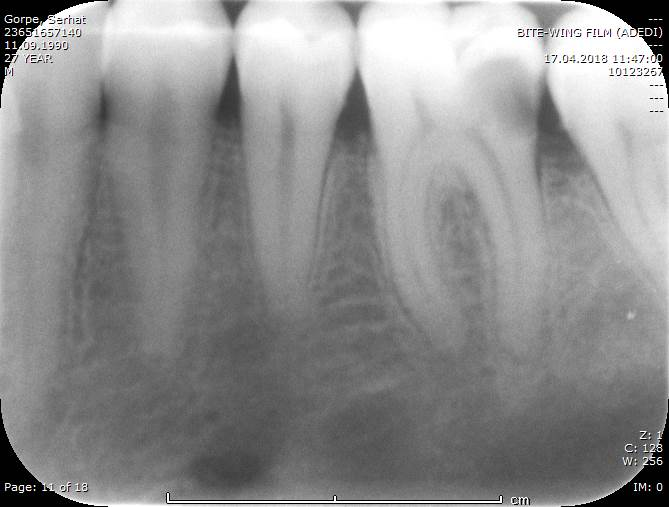 Gorpe, Serhat
23651657140
11.09.1990
27 YEAR
M
---
BITE-WING FILM (ADEDI)
---
17.04.2018 11:47:00
10123267
---
---
---
Z: 1
C: 128
W: 256
Page: 11 of 18
IM: 0
cm